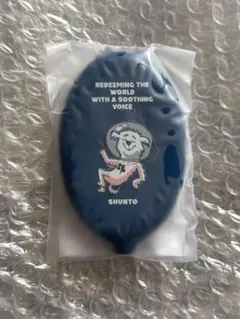 REDEEMING THE
WORLD
WITH A SOOTHING
VOICE
SHUNTO